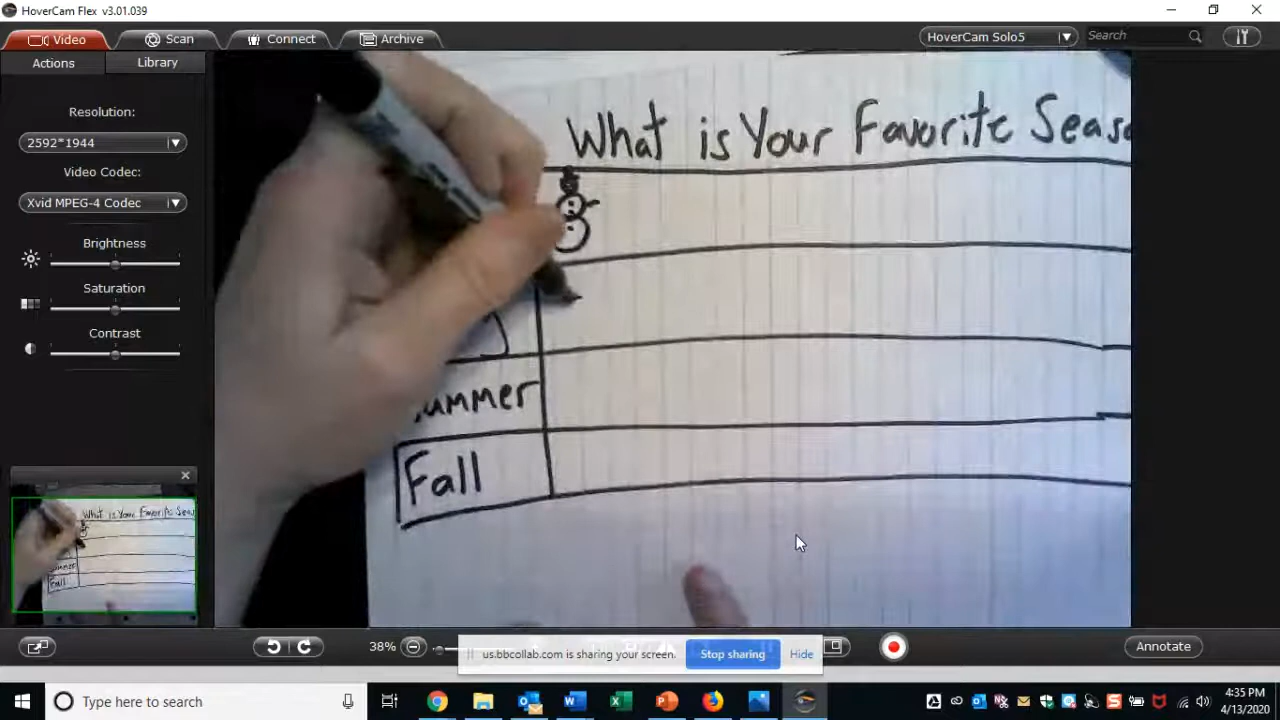 HoverCam Flex v3.01.039
Video Scan Connect Archive HoverCam Solo5 Search
Actions Library
Resolution:
2592*1944
Video Codec:
Xvid MPEG-4 Codec
Brightness
Saturation
Contrast
What is Your Favorite Seas
ummer
Fall
38%
us.bbcollab.com is sharing your screen. Stop sharing Hide
Annotate
Type here to search
4:35 PM
4/13/2020